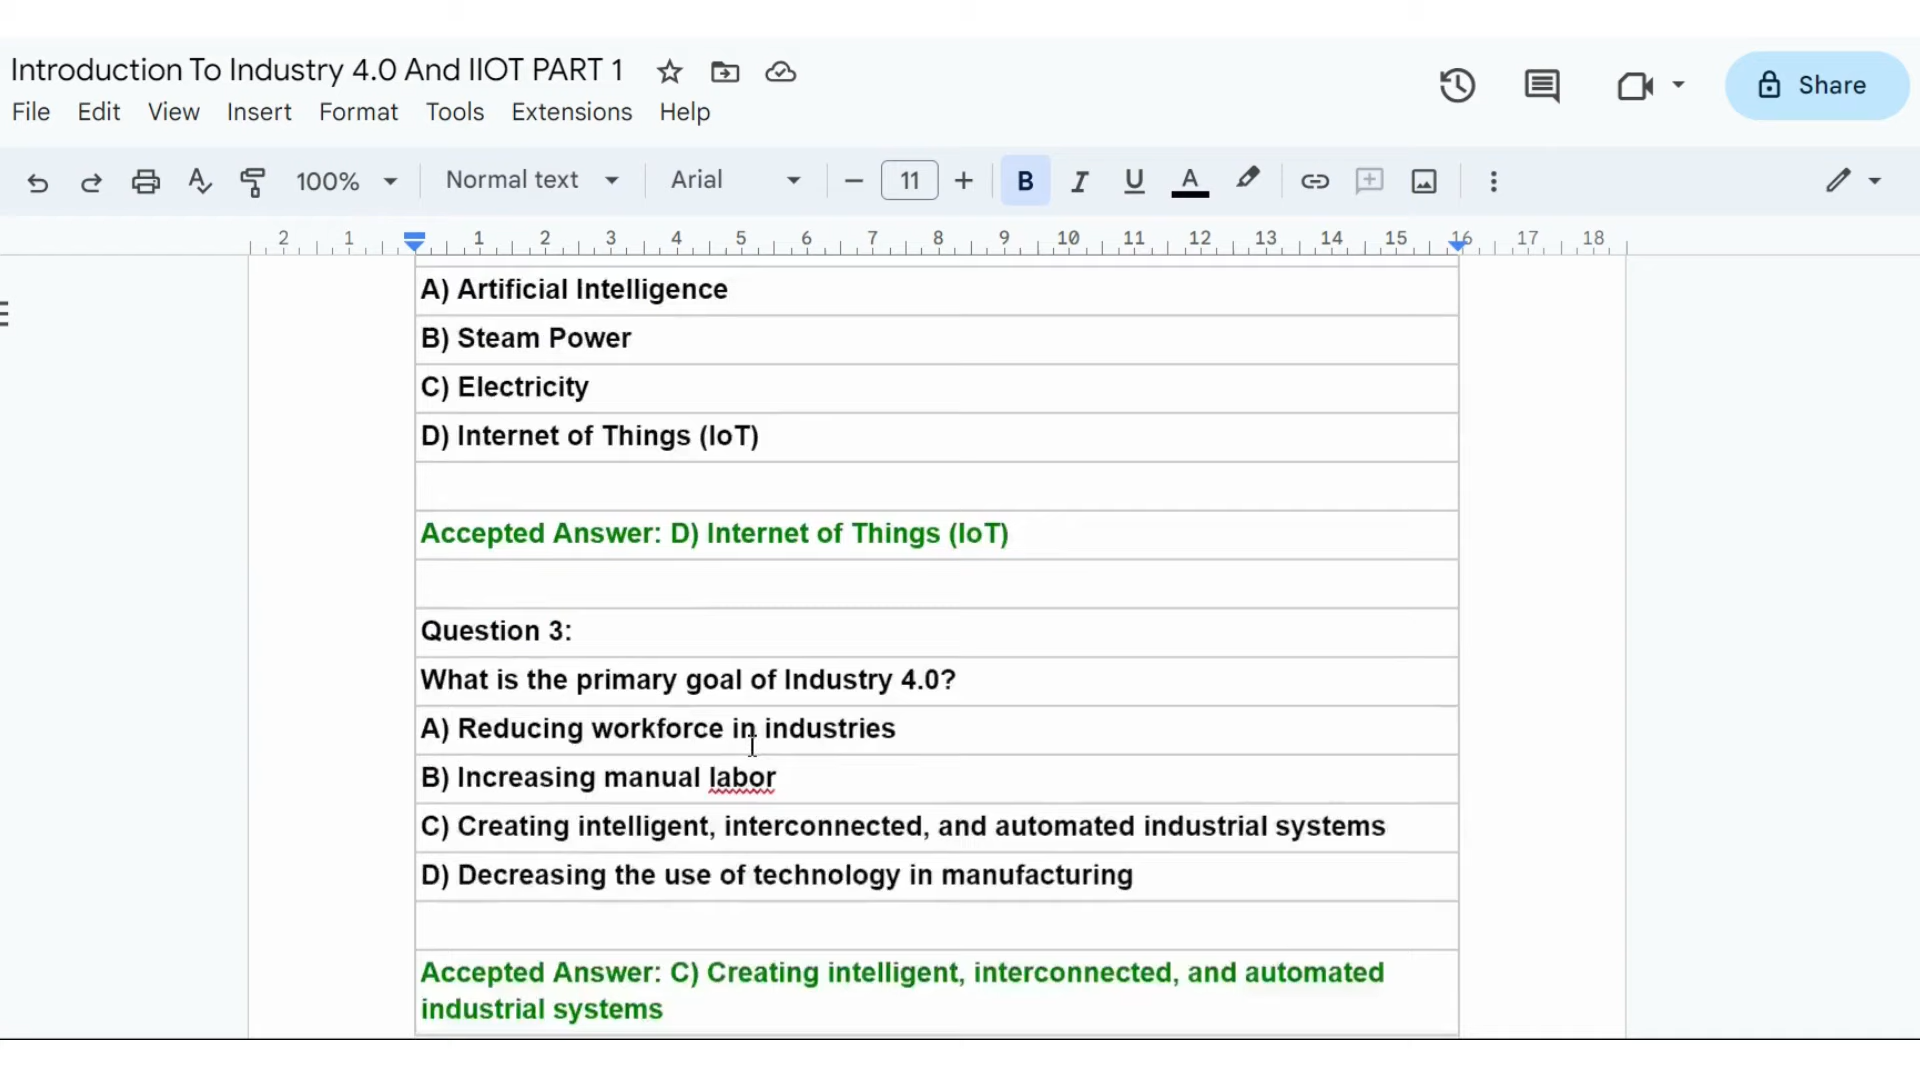 Introduction To Industry 4.0 And IIOT PART 1
Share
File Edit View Insert Format Tools Extensions Help
100% Normal text Arial 11 B I U A
2 1 1 2 3 4 5 6 7 8 9 10 11 12 13 14 15 16 17 18
A) Artificial Intelligence
B) Steam Power
C) Electricity
D) Internet of Things (IoT)
Accepted Answer: D) Internet of Things (IoT)
Question 3:
What is the primary goal of Industry 4.0?
A) Reducing workforce in industries
B) Increasing manual labor
C) Creating intelligent, interconnected, and automated industrial systems
D) Decreasing the use of technology in manufacturing
Accepted Answer: C) Creating intelligent, interconnected, and automated
industrial systems